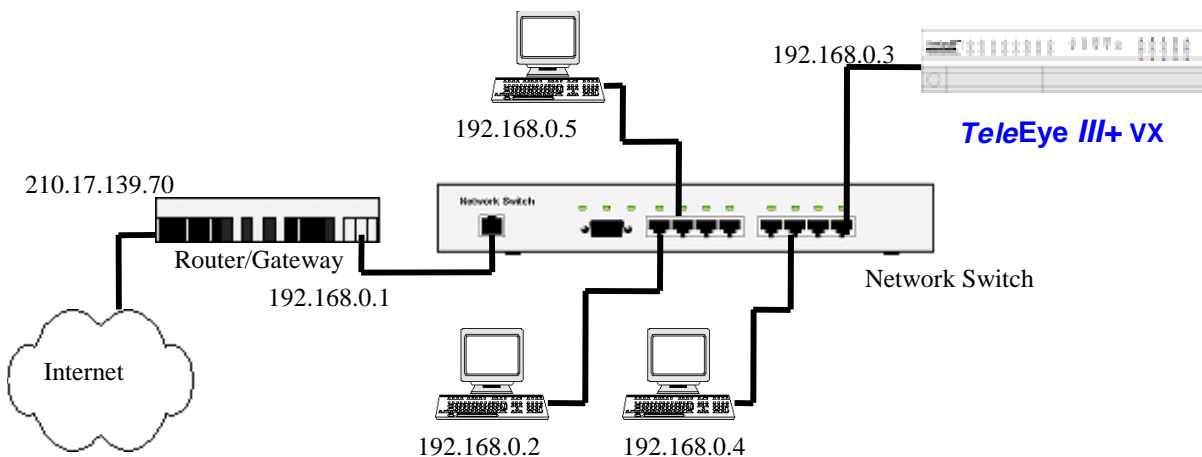 192.168.0.3
TeleEye III+ VX
192.168.0.5
210.17.139.70
Network Switch
Router/Gateway
192.168.0.1
Network Switch
Internet
192.168.0.2
192.168.0.4